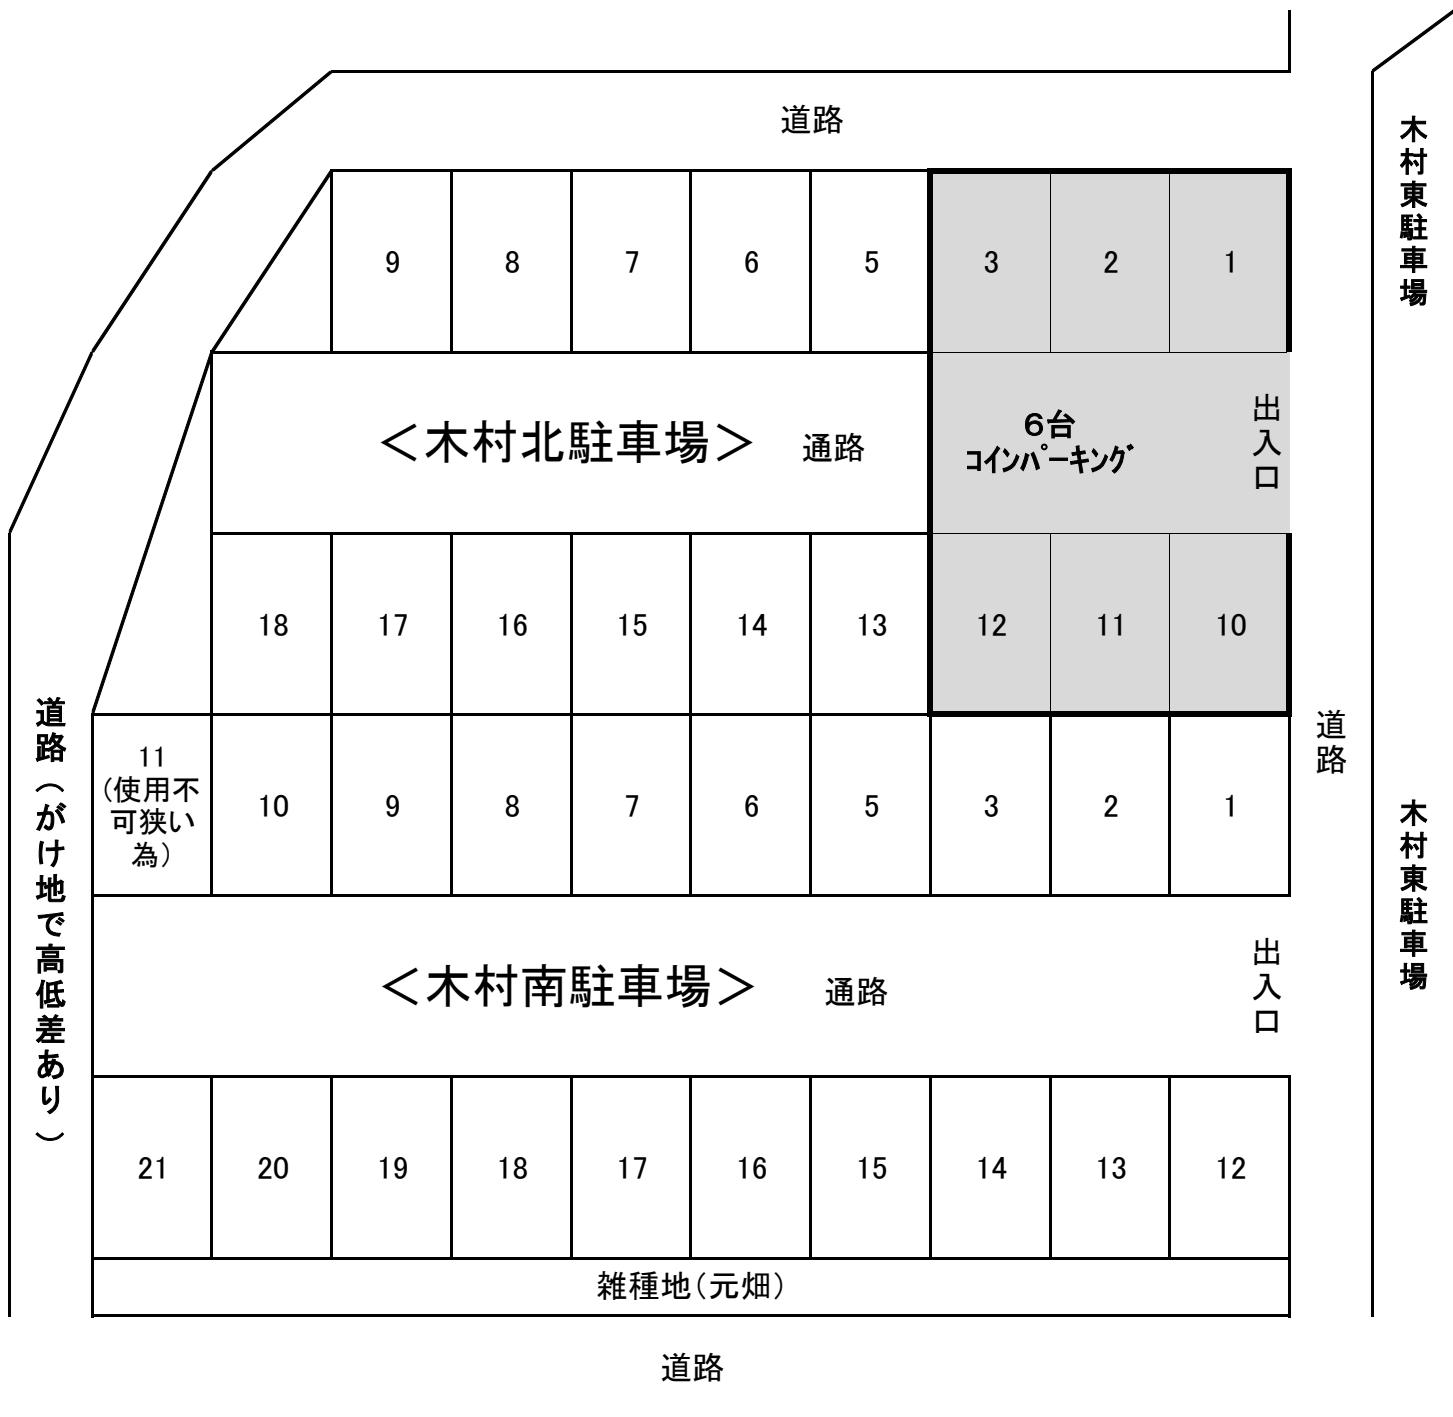 道路
木村東駐車場
9 8 7 6 5 3 2 1
＜木村北駐車場＞ 通路
6台
ｺｲﾝﾊﾟｰｷﾝｸﾞ
出入口
18 17 16 15 14 13 12 11 10
道路（がけ地で高低差あり）
11
（使用不
可狭い
為）
10 9 8 7 6 5 3 2 1
道路
木村東駐車場
＜木村南駐車場＞ 通路
出入口
21 20 19 18 17 16 15 14 13 12
雑種地（元畑）
道路